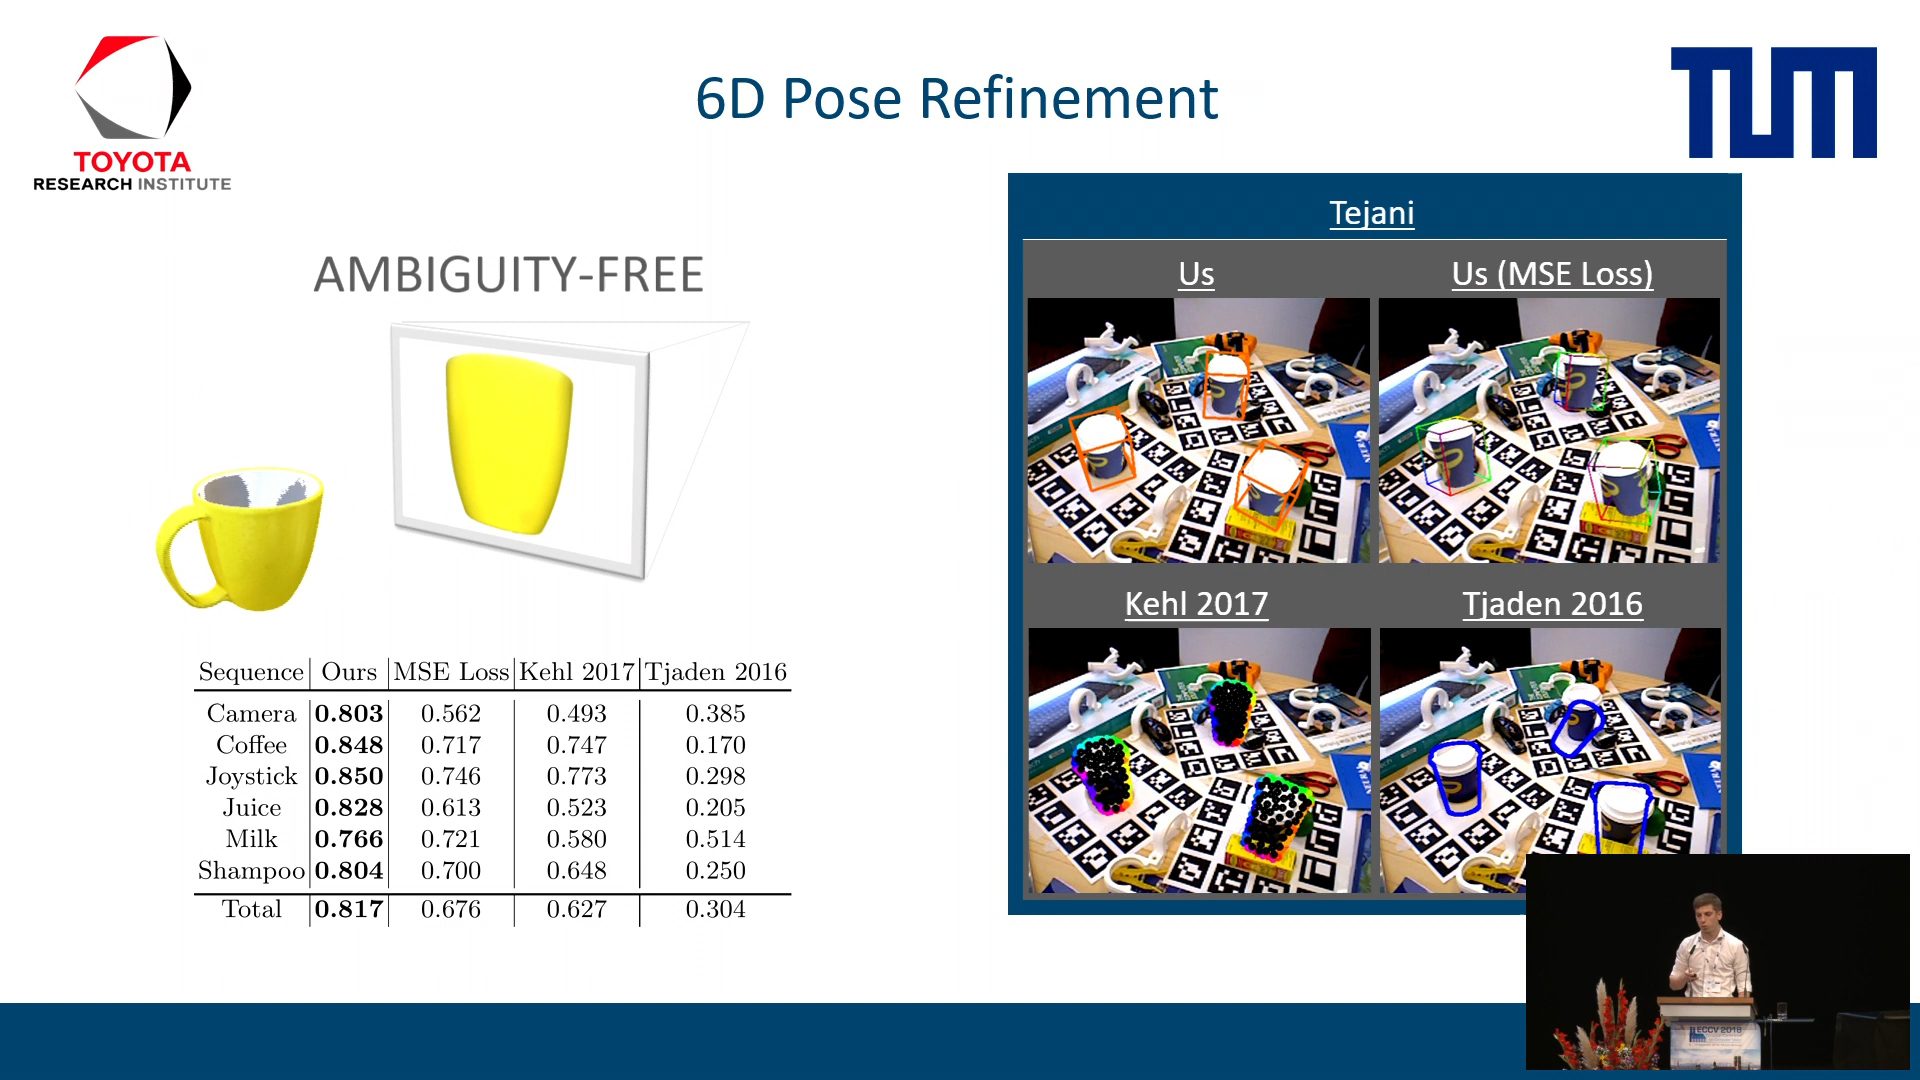 TOYOTA
RESEARCH INSTITUTE
6D Pose Refinement
TUM
AMBIGUITY-FREE
Tejani
Us
Us (MSE Loss)
Kehl 2017
Tjaden 2016
Sequence Ours MSE Loss Kehl 2017 Tjaden 2016
Camera 0.803 0.562 0.493 0.385
Coffee 0.848 0.717 0.747 0.170
Joystick 0.850 0.746 0.773 0.298
Juice 0.828 0.613 0.523 0.205
Milk 0.766 0.721 0.580 0.514
Shampoo 0.804 0.700 0.648 0.250
Total 0.817 0.676 0.627 0.304
ECCV 2018